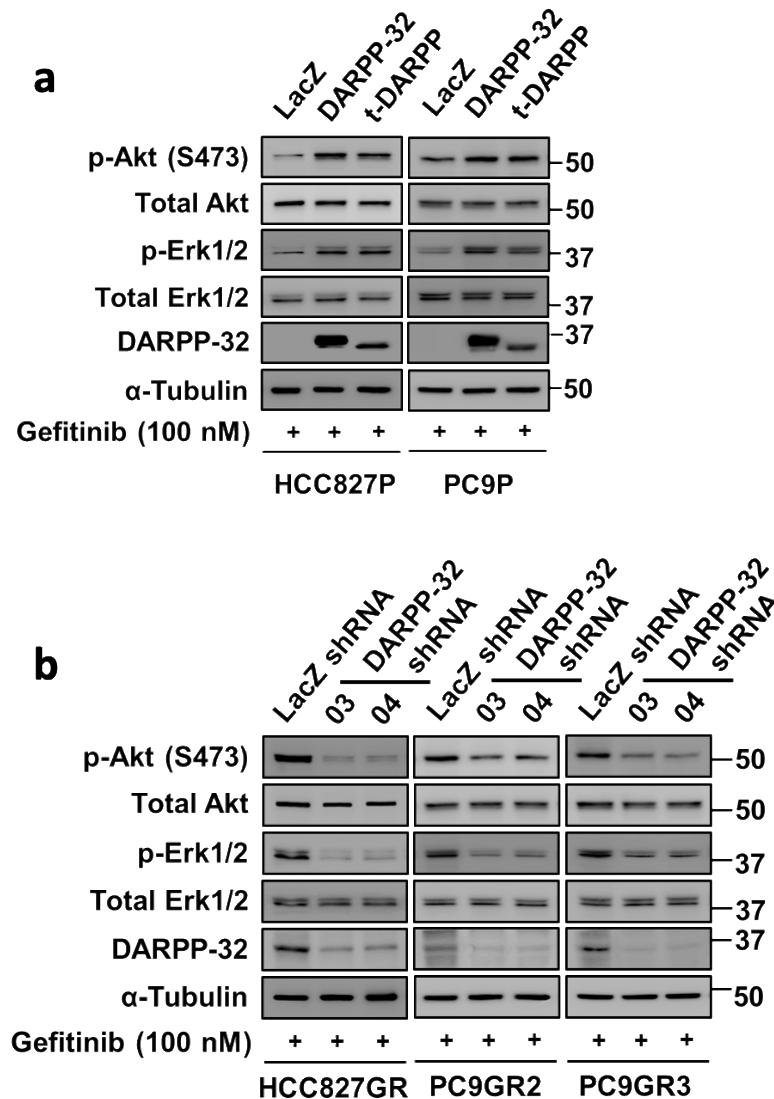 a
LacZ DARPP-32 t-DARPP LacZ DARPP-32 t-DARPP
p-Akt (S473) 50
Total Akt 50
p-Erk1/2 37
Total Erk1/2 37
DARPP-32 37
α-Tubulin 50
Gefitinib (100 nM) + + + + + +
HCC827P PC9P
b
LacZ shRNA DARPP-32 shRNA LacZ shRNA DARPP-32 shRNA LacZ shRNA DARPP-32 shRNA
03 04 03 04 03 04
p-Akt (S473) 50
Total Akt 50
p-Erk1/2 37
Total Erk1/2 37
DARPP-32 37
α-Tubulin 50
Gefitinib (100 nM) + + + + + + + + +
HCC827GR PC9GR2 PC9GR3